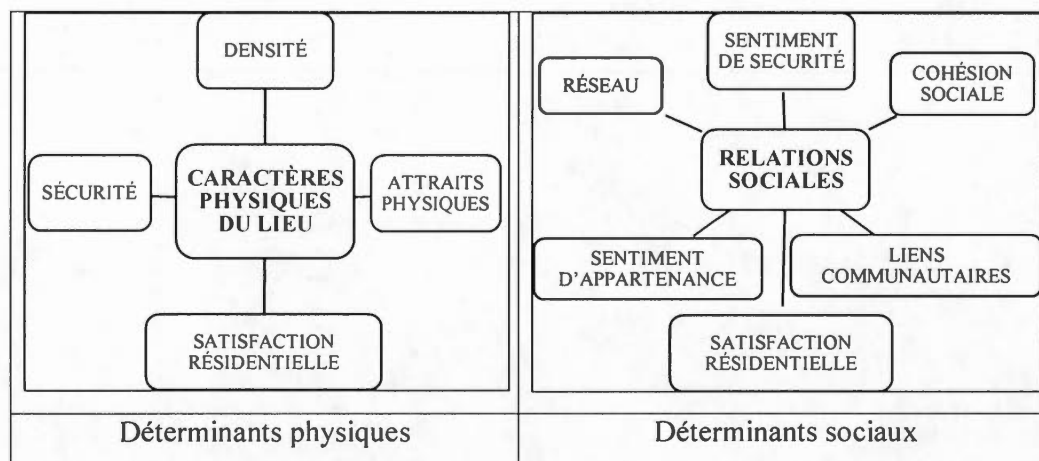 DENSITÉ
SÉCURITÉ
CARACTÈRES
PHYSIQUES
DU LIEU
ATTRAITS
PHYSIQUES
SATISFACTION
RÉSIDENTIELLE
Déterminants physiques
SENTIMENT
DE SECURITÉ
RÉSEAU
COHÉSION
SOCIALE
RELATIONS
SOCIALES
SENTIMENT
D'APPARTENANCE
LIENS
COMMUNAUTAIRES
SATISFACTION
RÉSIDENTIELLE
Déterminants sociaux